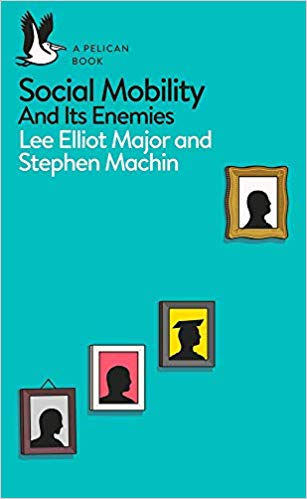 A PELICAN
BOOK
Social Mobility
And Its Enemies
Lee Elliot Major and
Stephen Machin